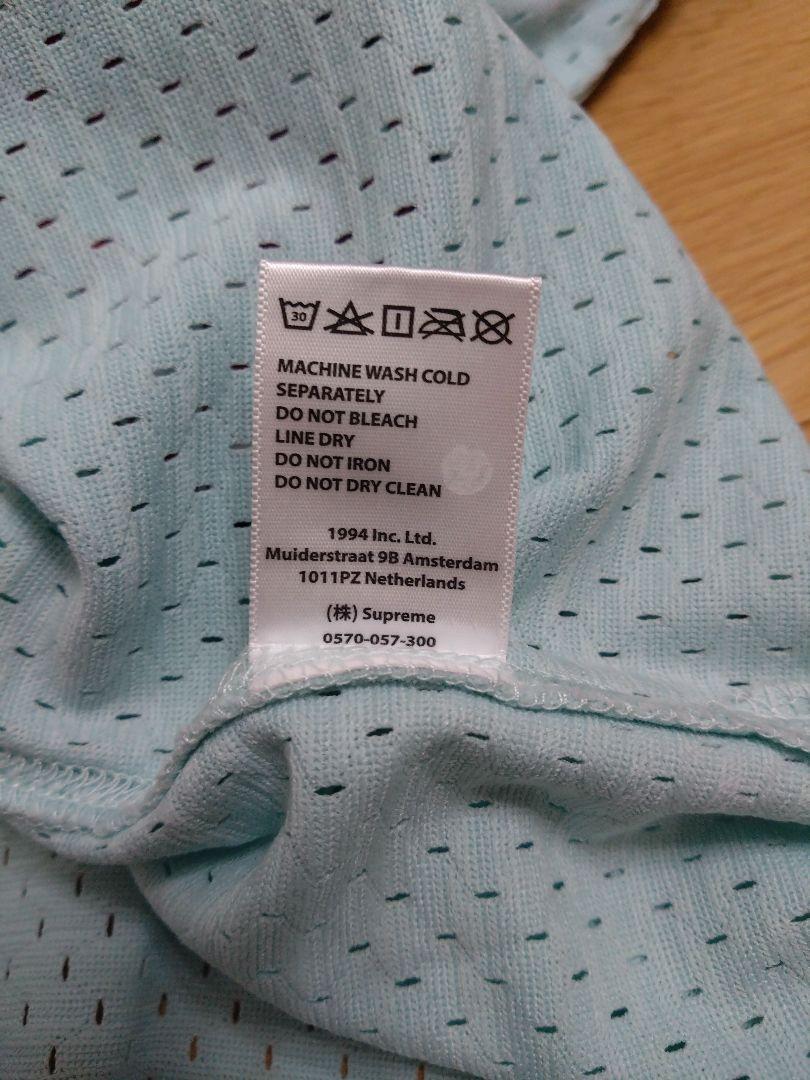 30
MACHINE WASH COLD
SEPARATELY
DO NOT BLEACH
LINE DRY
DO NOT IRON
DO NOT DRY CLEAN
1994 Inc. Ltd.
Muiderstraat 9B Amsterdam
1011PZ Netherlands
(株) Supreme
0570-057-300